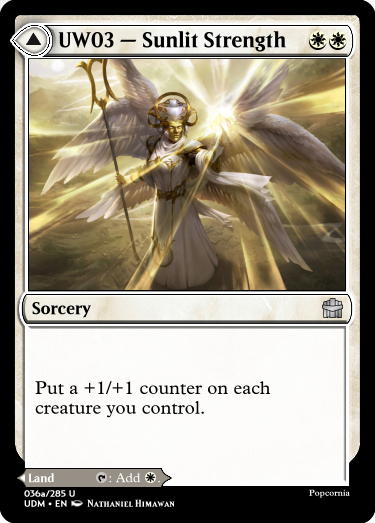 UW03 — Sunlit Strength
Sorcery
Put a +1/+1 counter on each
creature you control.
Land : Add .
036a/285 U
Popcornia
UDM • EN Nathaniel Himawan